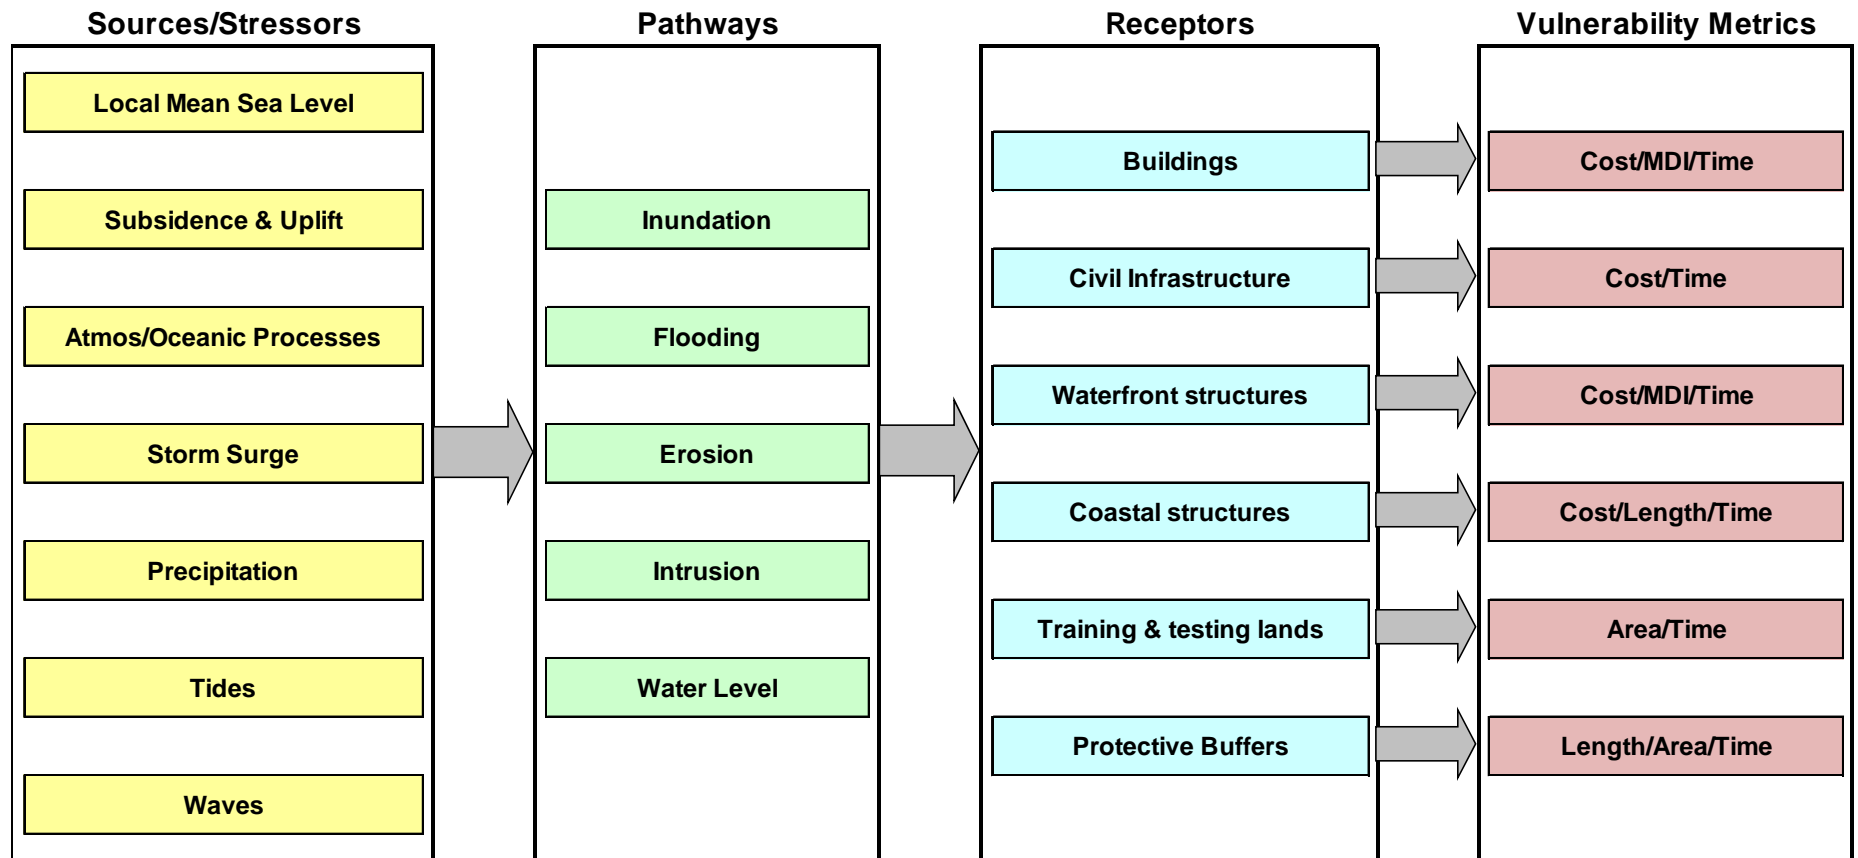 Sources/Stressors
Local Mean Sea Level
Subsidence & Uplift
Atmos/Oceanic Processes
Storm Surge
Precipitation
Tides
Waves
Pathways
Inundation
Flooding
Erosion
Intrusion
Water Level
Receptors
Buildings
Civil Infrastructure
Waterfront structures
Coastal structures
Training & testing lands
Protective Buffers
Vulnerability Metrics
Cost/MDI/Time
Cost/Time
Cost/MDI/Time
Cost/Length/Time
Area/Time
Length/Area/Time